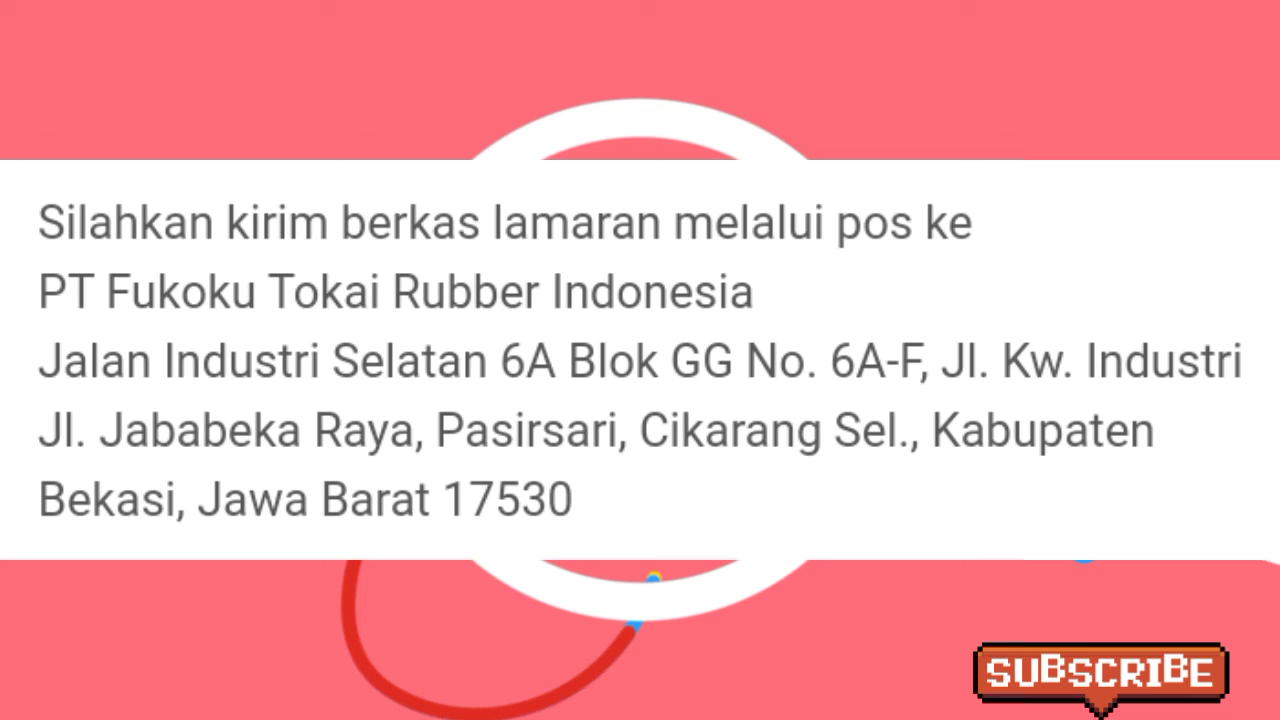 Silahkan kirim berkas lamaran melalui pos ke
PT Fukoku Tokai Rubber Indonesia
Jalan Industri Selatan 6A Blok GG No. 6A-F, Jl. Kw. Industri
Jl. Jababeka Raya, Pasirsari, Cikarang Sel., Kabupaten
Bekasi, Jawa Barat 17530
SUBSCRIBE